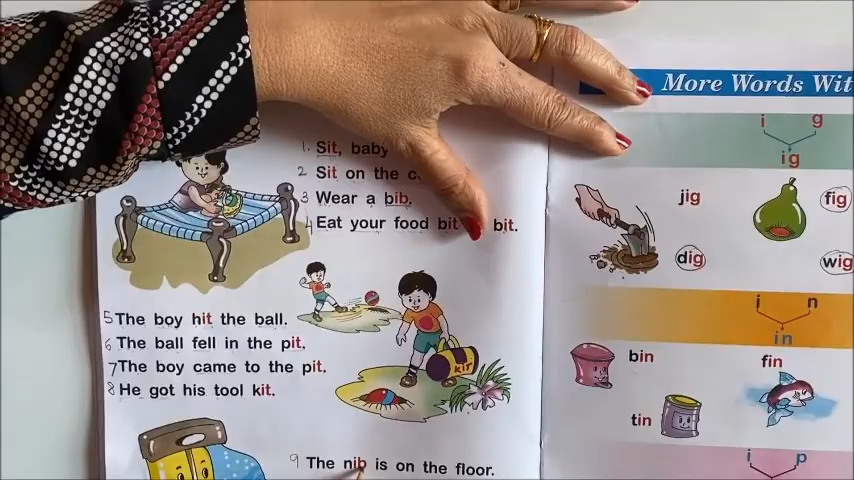 1. Sit, baby
2 Sit on the c
3 Wear a bib.
4 Eat your food bit bit.
5 The boy hit the ball.
6 The ball fell in the pit.
7 The boy came to the pit.
8 He got his tool kit.
KIT
9 The nib is on the floor.
More Words Wit
i g
ig
jig
fig
dig
wig
i n
in
bin
fin
tin
i p